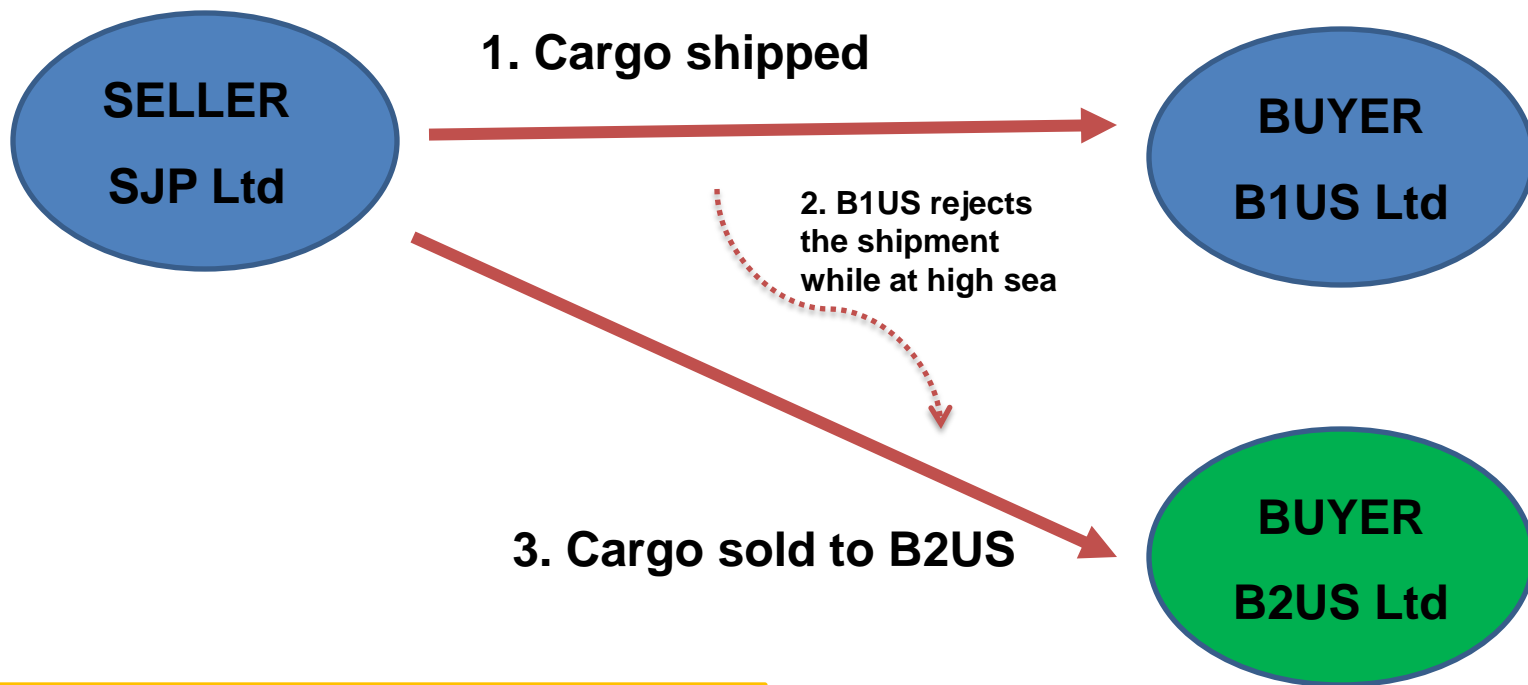 1. Cargo shipped
SELLER
SJP Ltd
BUYER
B1US Ltd
2. B1US rejects
the shipment
while at high sea
3. Cargo sold to B2US
BUYER
B2US Ltd